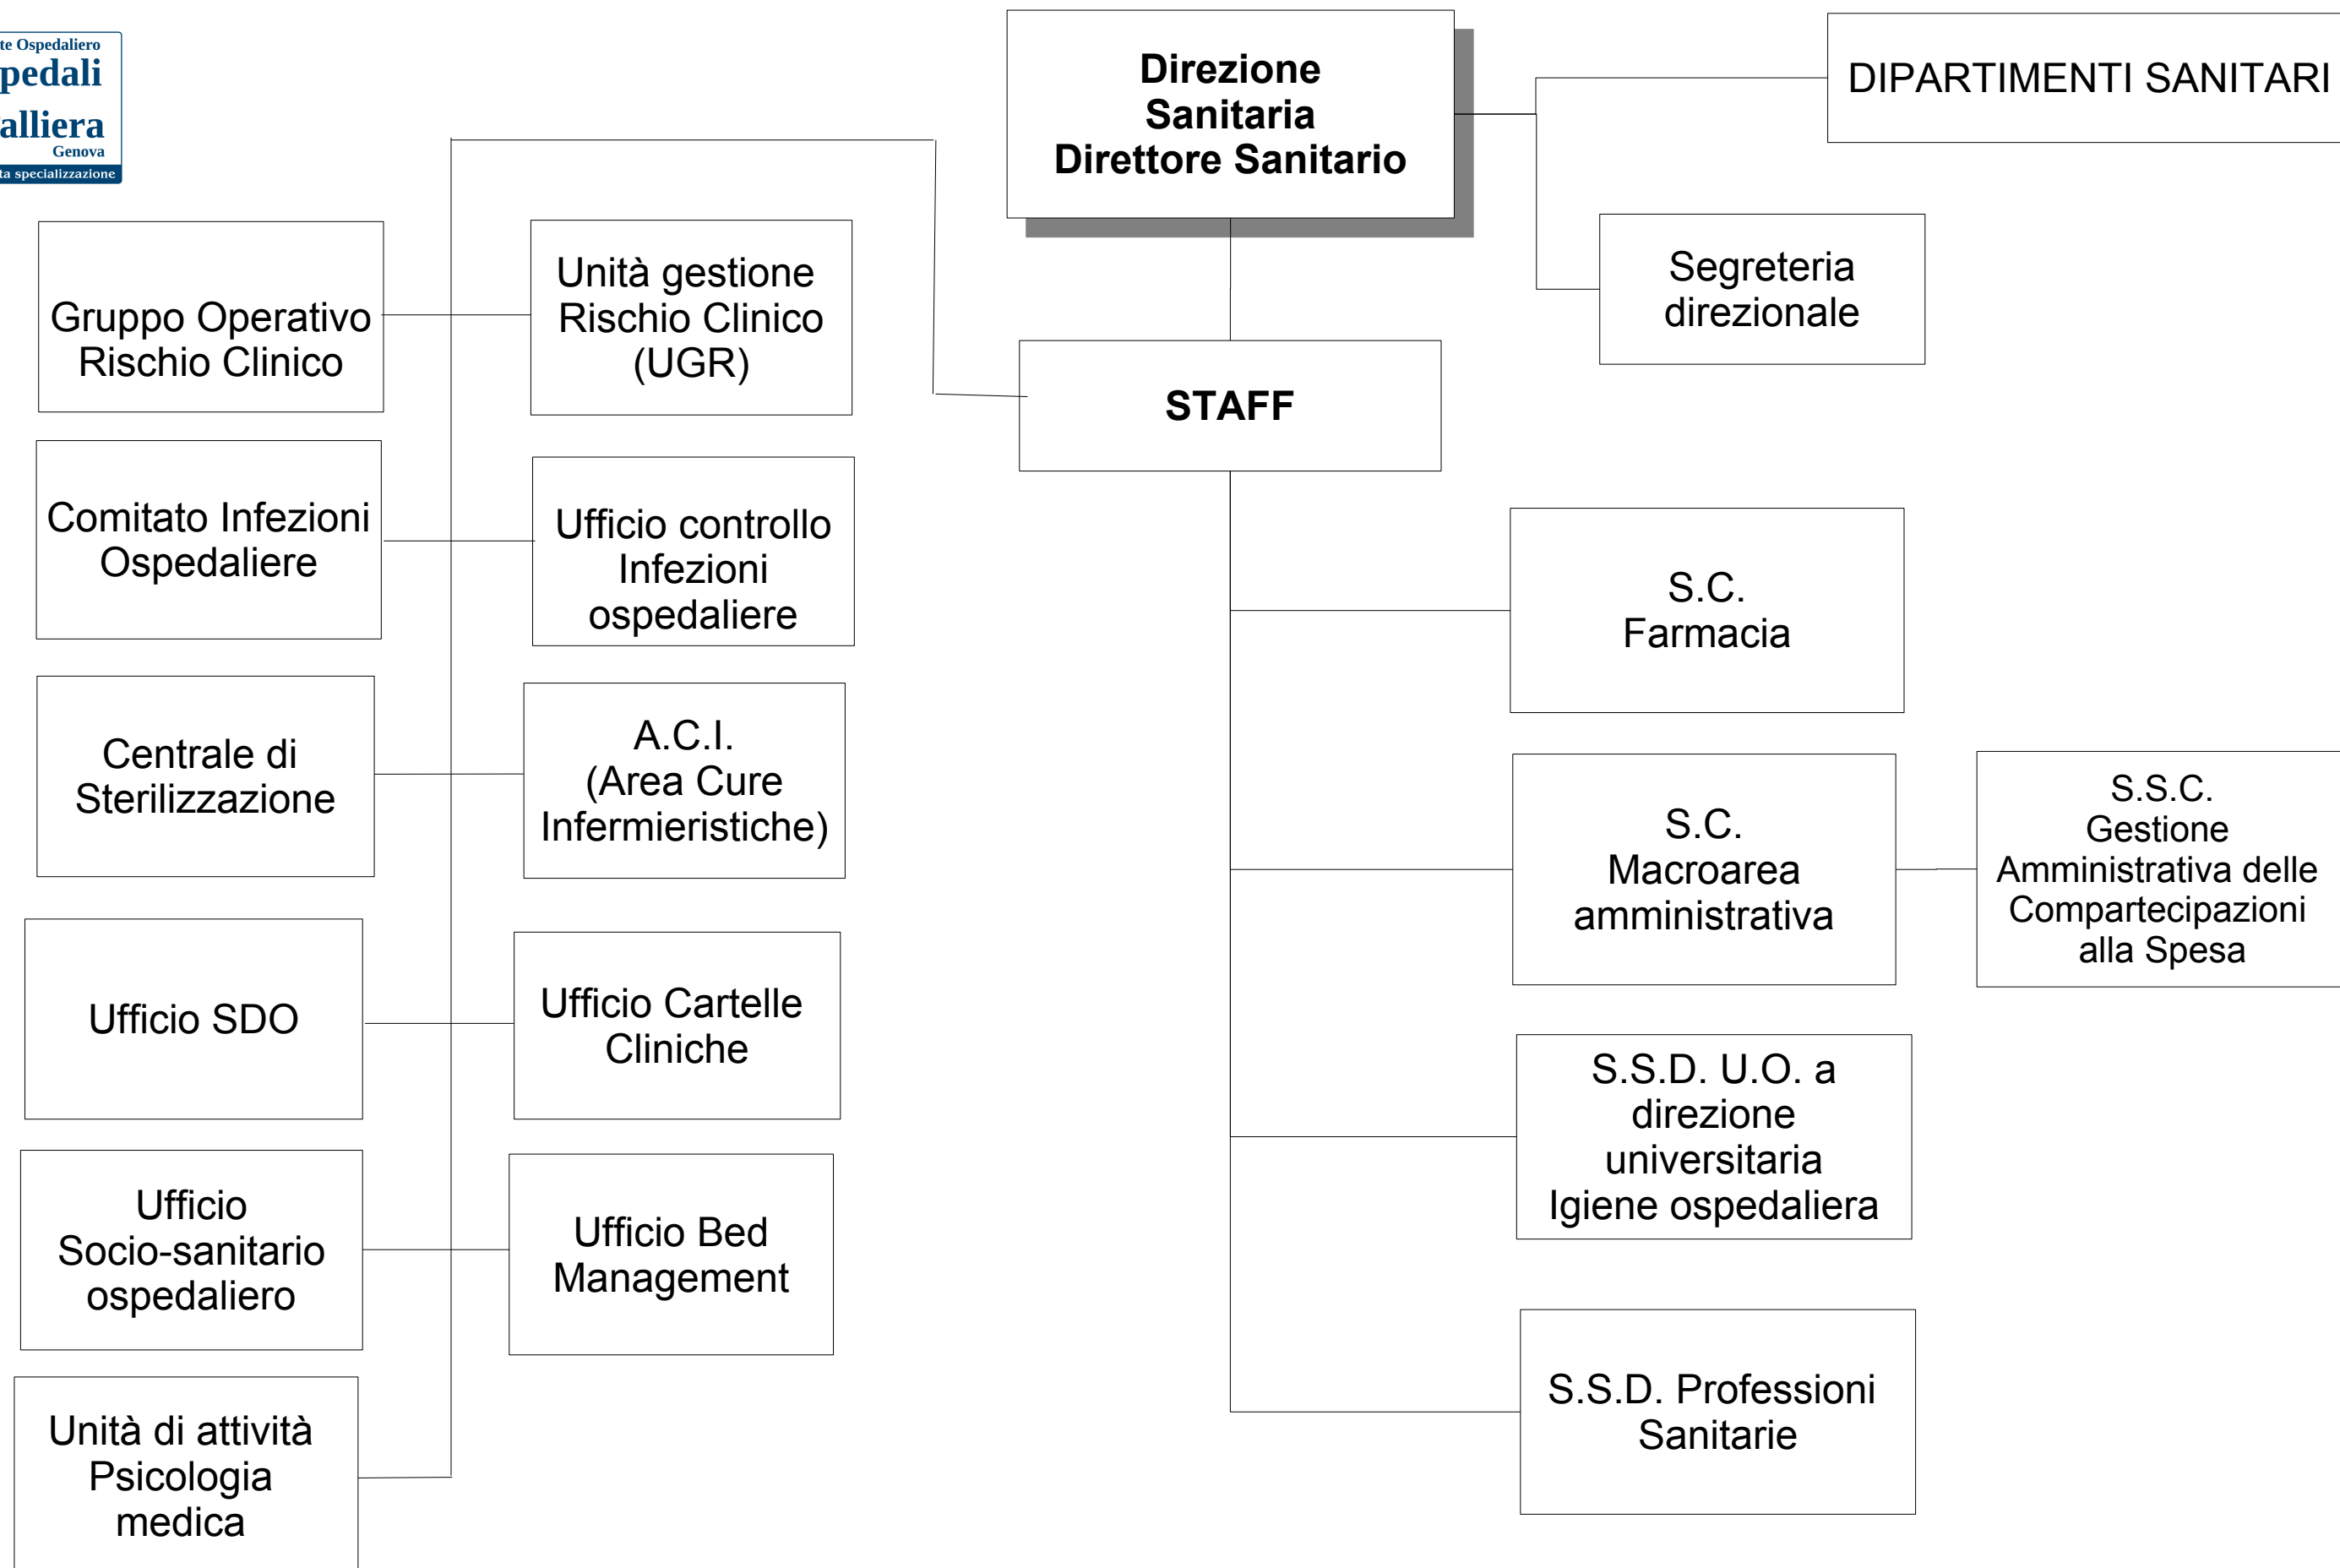 te Ospedaliero
pedali
alliera
Genova
ta specializzazione
Direzione
Sanitaria
Direttore Sanitario
DIPARTIMENTI SANITARI
Segreteria
direzionale
STAFF
Gruppo Operativo
Rischio Clinico
Unità gestione
Rischio Clinico
(UGR)
Comitato Infezioni
Ospedaliere
Ufficio controllo
Infezioni
ospedaliere
Centrale di
Sterilizzazione
A.C.I.
(Area Cure
Infermieristiche)
Ufficio SDO
Ufficio Cartelle
Cliniche
Ufficio
Socio-sanitario
ospedaliero
Ufficio Bed
Management
Unità di attività
Psicologia
medica
S.C.
Farmacia
S.C.
Macroarea
amministrativa
S.S.C.
Gestione
Amministrativa delle
Compartecipazioni
alla Spesa
S.S.D. U.O. a
direzione
universitaria
Igiene ospedaliera
S.S.D. Professioni
Sanitarie